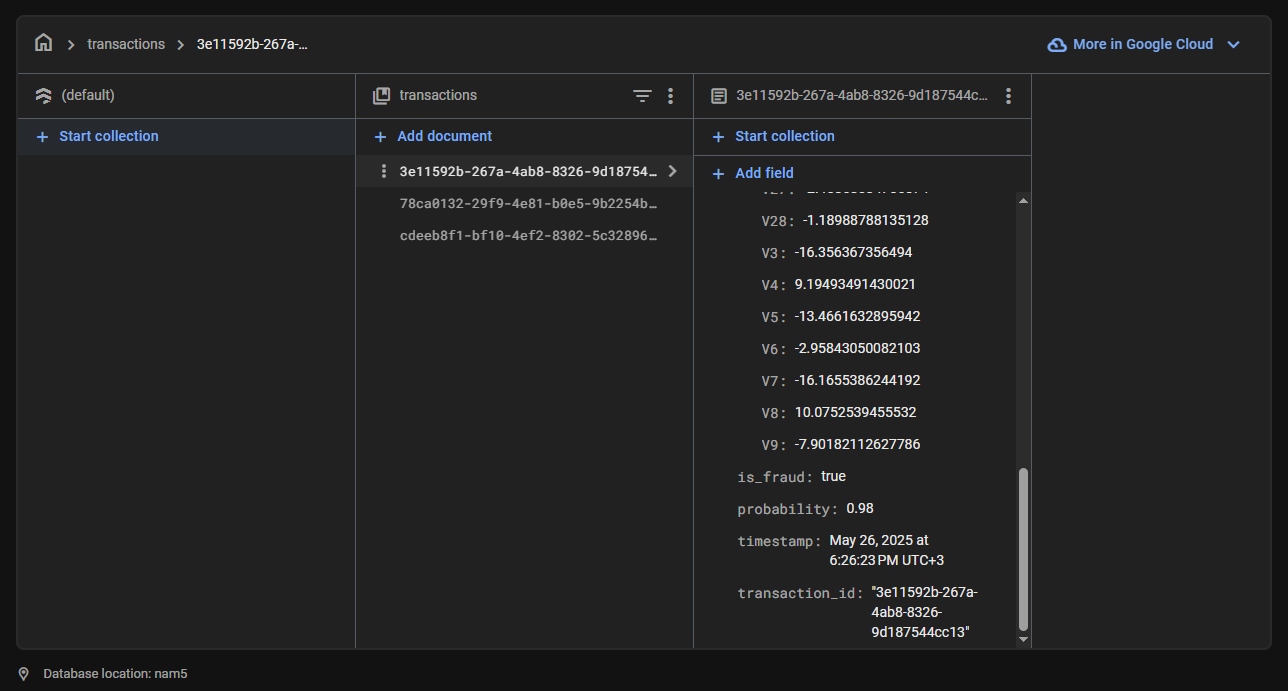 transactions
3e11592b-267a-…
More in Google Cloud
(default)
transactions
3e11592b-267a-4ab8-8326-9d187544c…
Start collection
Add document
Start collection
3e11592b-267a-4ab8-8326-9d18754…
78ca0132-29f9-4e81-b0e5-9b2254b…
cdeeb8f1-bf10-4ef2-8302-5c32896…
Add field
V28: -1.18988788135128
V3: -16.356367356494
V4: 9.19493491430021
V5: -13.4661632895942
V6: -2.95843050082103
V7: -16.1655386244192
V8: 10.0752539455532
V9: -7.90182112627786
is_fraud: true
probability: 0.98
timestamp: May 26, 2025 at
6:26:23 PM UTC+3
transaction_id: "3e11592b-267a-
4ab8-8326-
9d187544cc13"
Database location: nam5